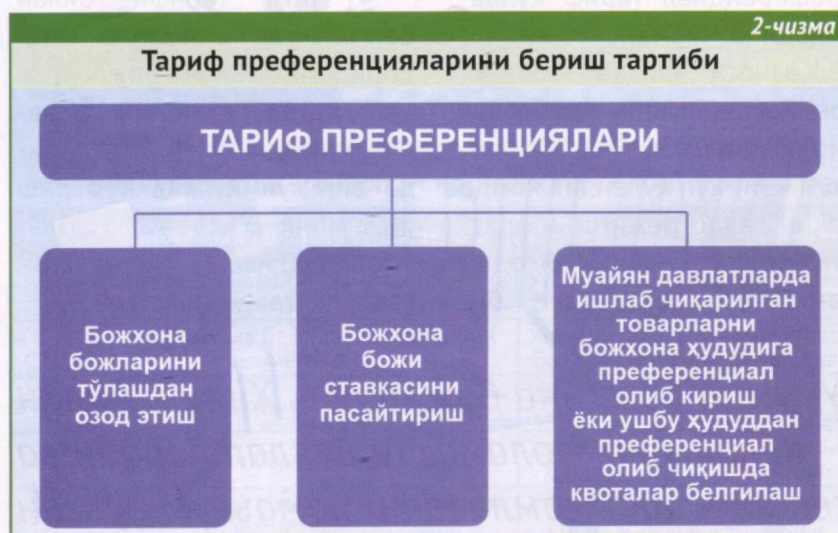 2-чизма
Тариф преференцияларини бериш тартиби
ТАРИФ ПРЕФЕРЕНЦИЯЛАРИ
Божхона
божларини
тўлашдан
озод этиш
Божхона
божи
ставкасини
пасайтириш
Муайян давлатларда
ишлаб чиқарилган
товарларни
божхона ҳудудига
преференциал
олиб кириш
ёки ушбу ҳудуддан
преференциал
олиб чиқишда
квоталар белгилаш